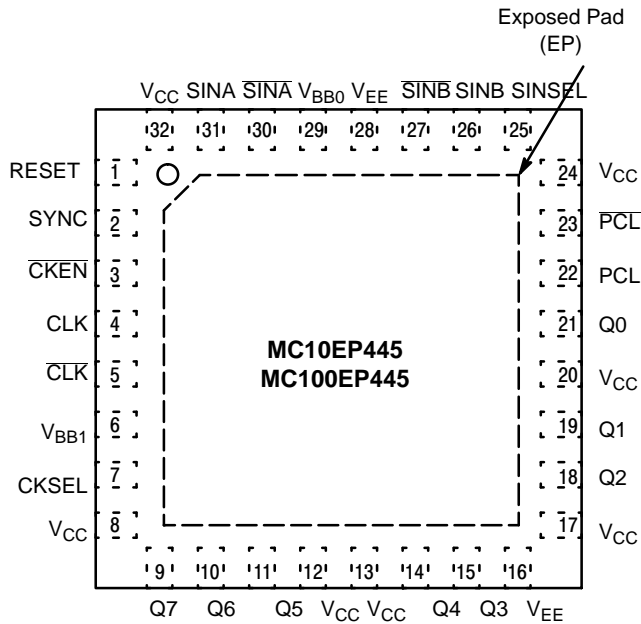 Exposed Pad
(EP)
VCC SINA SINA VBB0 VEE SINB SINB SINSEL
32 31 30 29 28 27 26 25
RESET 1 24 VCC
SYNC 2 23 PCL
CKEN 3 22 PCL
CLK 4 21 Q0
MC10EP445
MC100EP445
CLK 5 20 VCC
VBB1 6 19 Q1
CKSEL 7 18 Q2
VCC 8 17 VCC
9 10 11 12 13 14 15 16
Q7 Q6 Q5 VCC VCC Q4 Q3 VEE